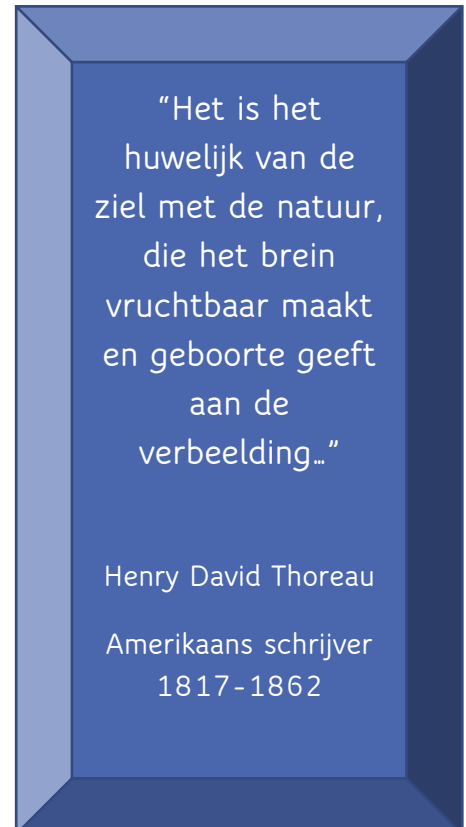 “Het is het
huwelijk van de
ziel met de natuur,
die het brein
vruchtbaar maakt
en geboorte geeft
aan de
verbeelding…”
Henry David Thoreau
Amerikaans schrijver
1817-1862